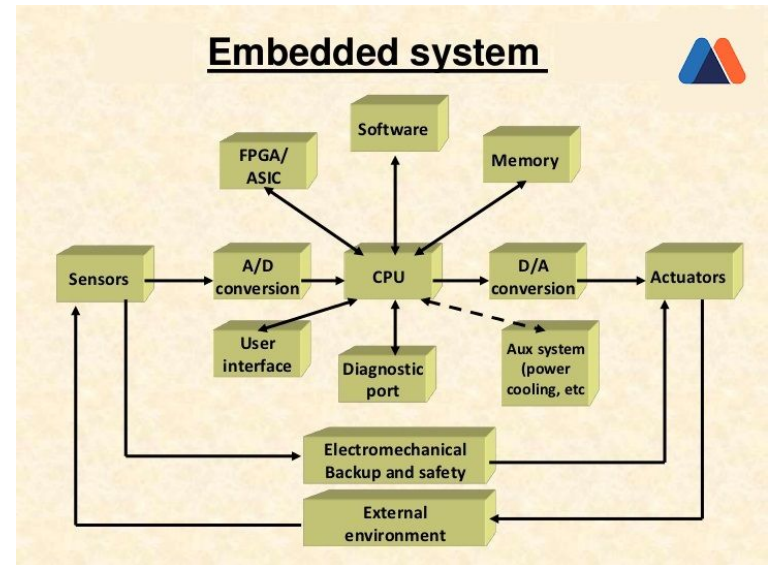 Embedded system
Software
FPGA/
ASIC
Memory
Sensors
A/D
conversion
CPU
D/A
conversion
Actuators
User
interface
Diagnostic
port
Aux system
(power
cooling, etc
Electromechanical
Backup and safety
External
environment